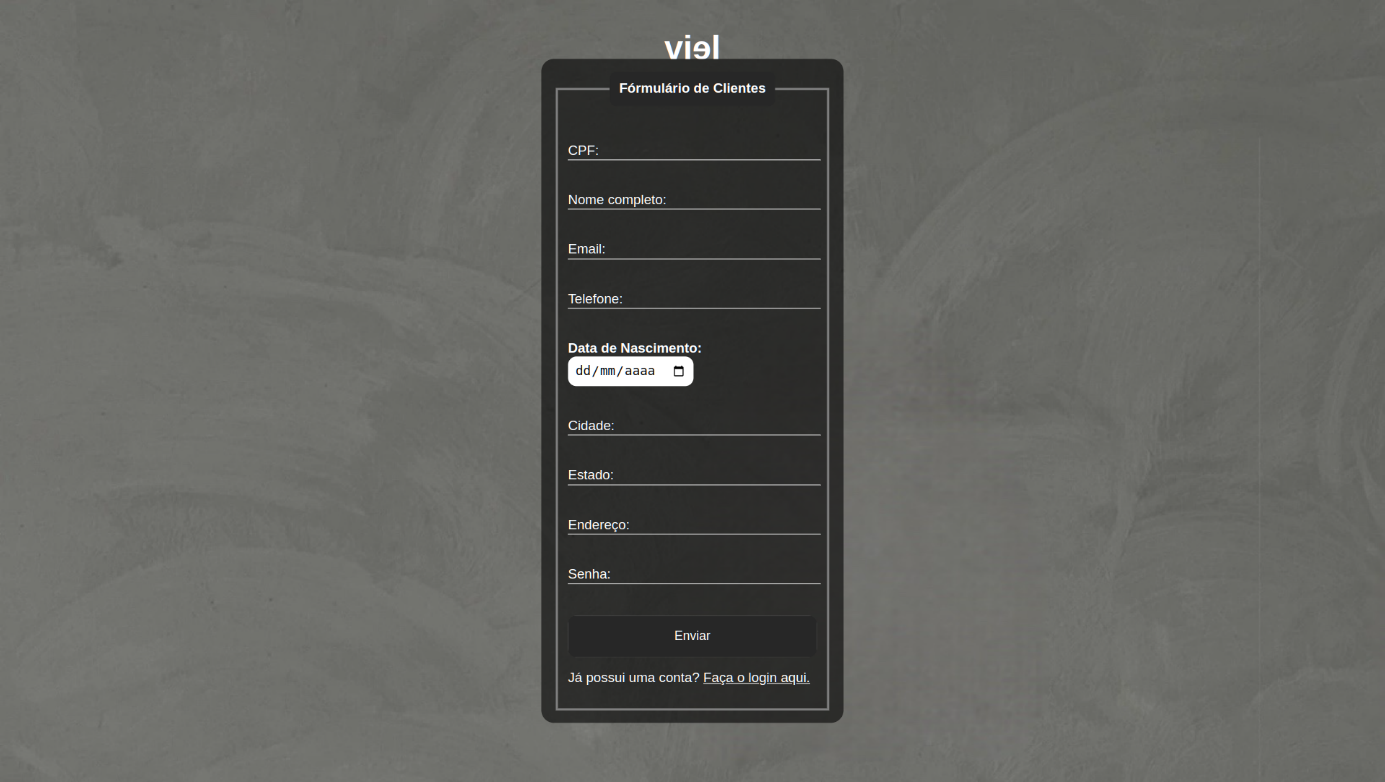 viɘl
Fórmulário de Clientes
CPF:
Nome completo:
Email:
Telefone:
Data de Nascimento:
dd/mm/aaaa
Cidade:
Estado:
Endereço:
Senha:
Enviar
Já possui uma conta? Faça o login aqui.